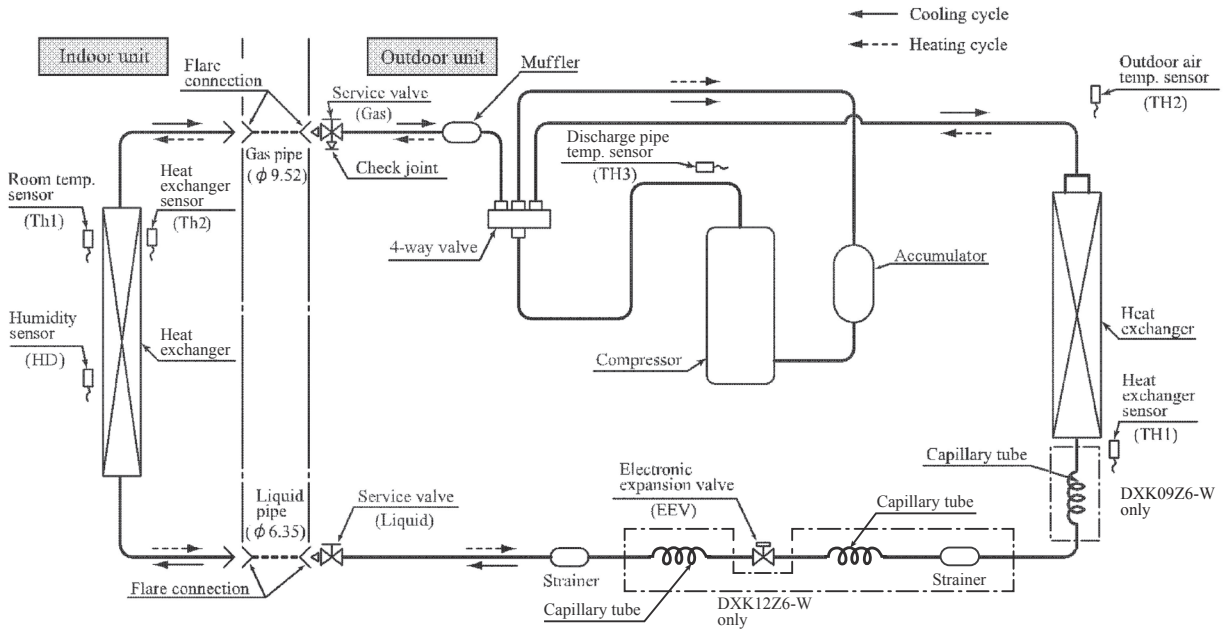 Cooling cycle
Heating cycle
Indoor unit
Outdoor unit
Flare
connection
Muffler
Service valve
(Gas)
Outdoor air
temp. sensor
(TH2)
Discharge pipe
temp. sensor
(TH3)
Gas pipe
(ϕ 9.52)
Check joint
Room temp.
sensor
(Th1)
Heat
exchanger
sensor
(Th2)
4-way valve
Accumulator
Humidity
sensor
(HD)
Heat
exchanger
Compressor
Heat
exchanger
Heat
exchanger
sensor
(TH1)
Capillary tube
DXK09Z6-W
only
Liquid
pipe
(ϕ 6.35)
Service valve
(Liquid)
Electronic
expansion valve
(EEV)
Capillary tube
Flare connection
Strainer
Capillary tube
DXK12Z6-W
only
Strainer